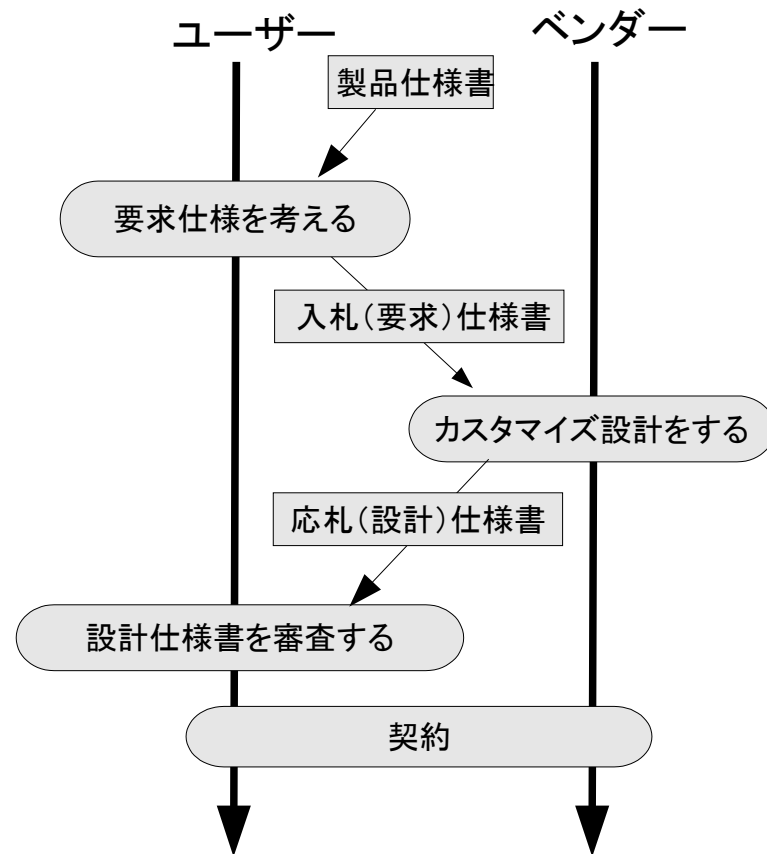 ユーザー
ベンダー
製品仕様書
要求仕様を考える
入札（要求）仕様書
カスタマイズ設計をする
応札（設計）仕様書
設計仕様書を審査する
契約